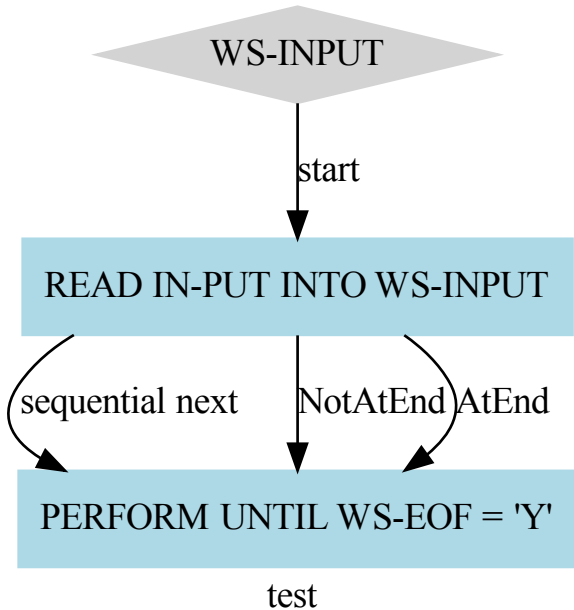 WS-INPUT
start
READ IN-PUT INTO WS-INPUT
sequential next
NotAtEnd
AtEnd
PERFORM UNTIL WS-EOF = 'Y'
test